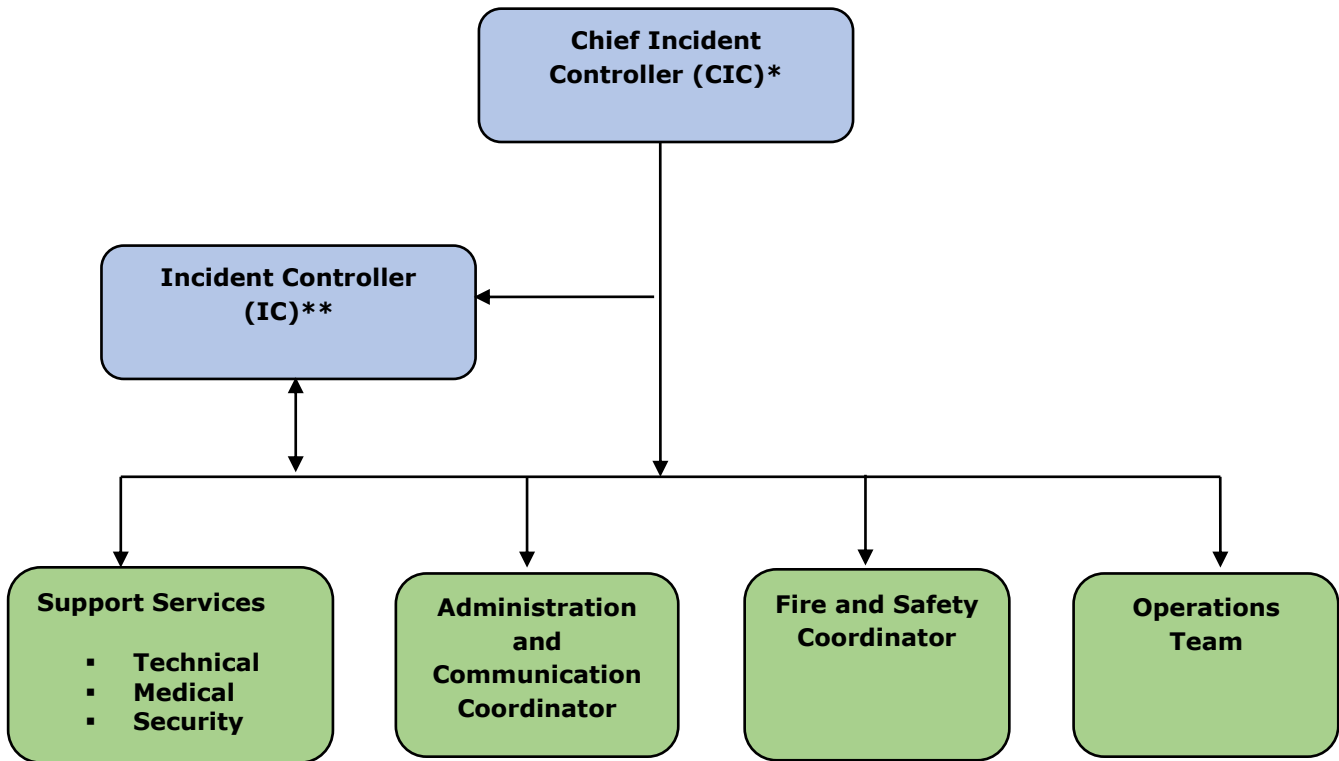 Chief Incident
Controller (CIC)*
Incident Controller
(IC)**
Support Services
▪ Technical
▪ Medical
▪ Security
Administration
and
Communication
Coordinator
Fire and Safety
Coordinator
Operations
Team